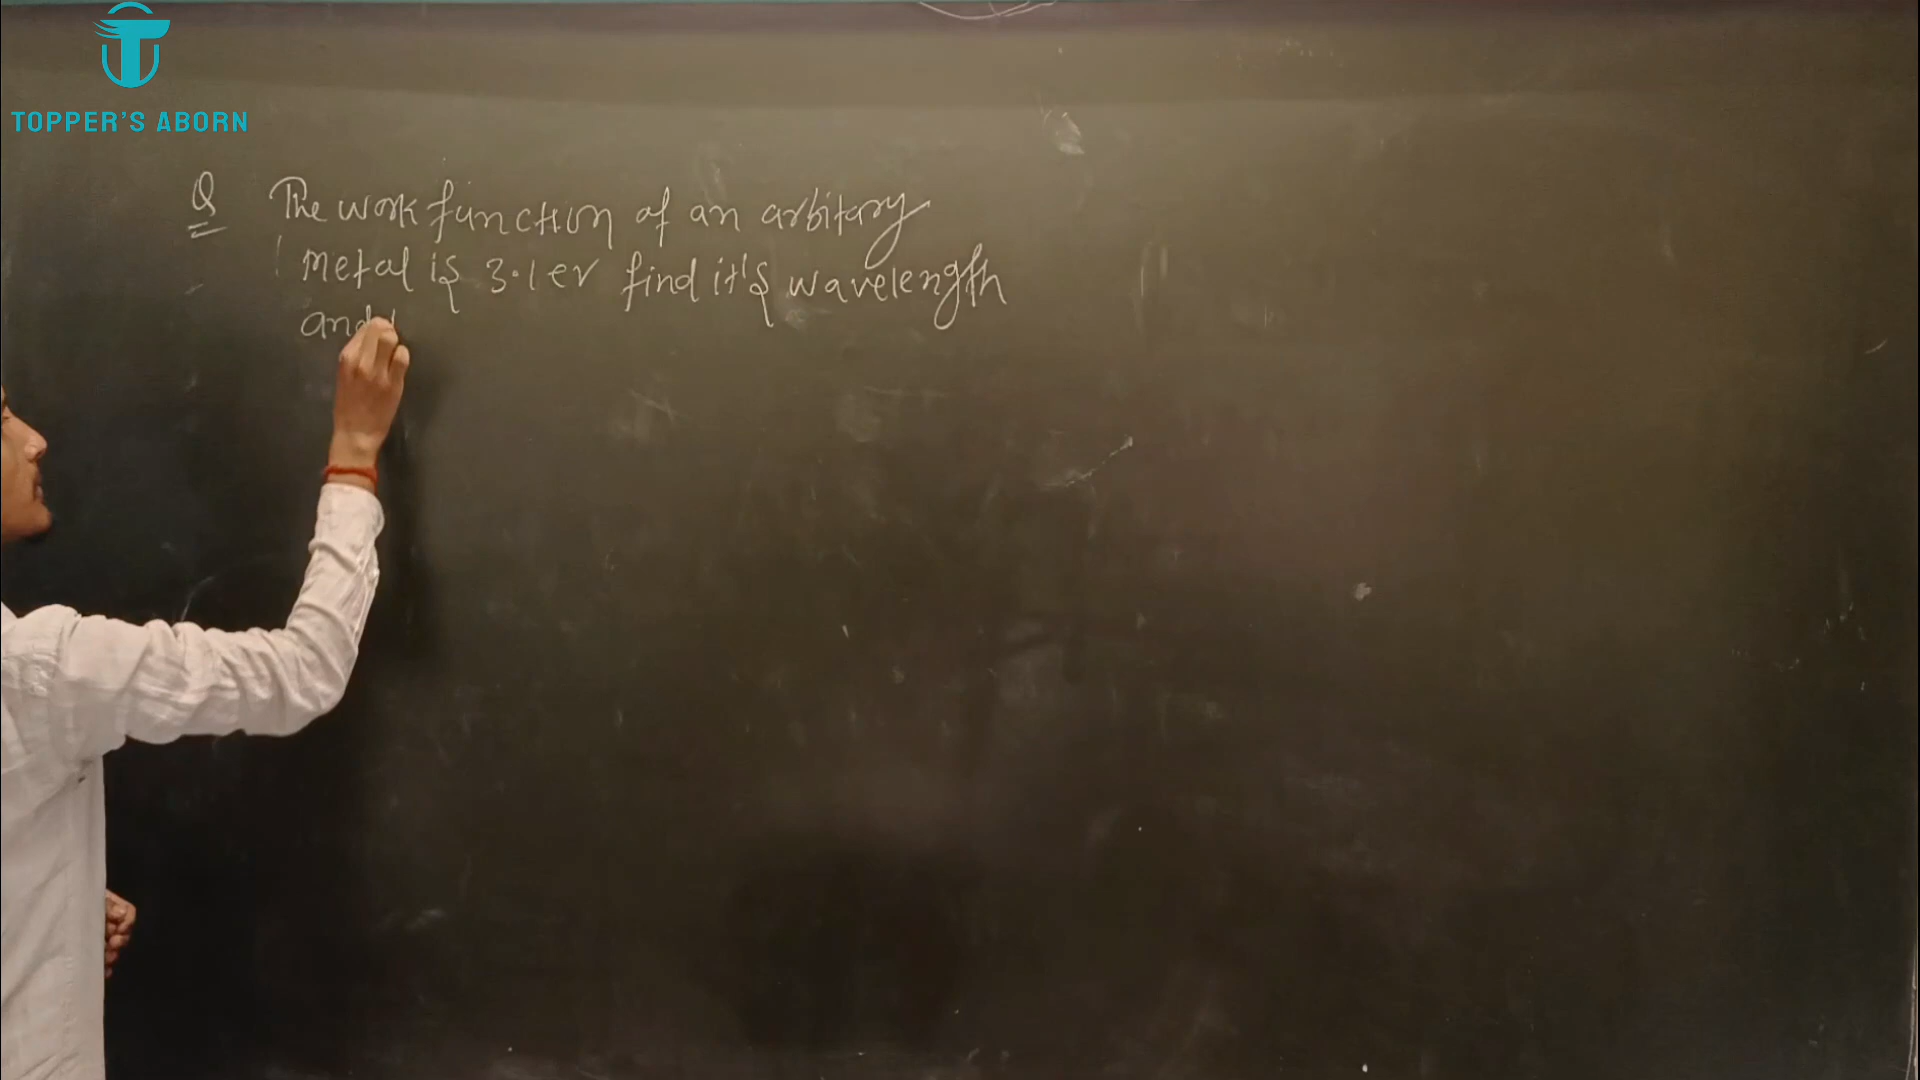 TOPPER'S ABORN
Q The work function of an arbitary
metal is 3.1 ev find it's wavelength
and